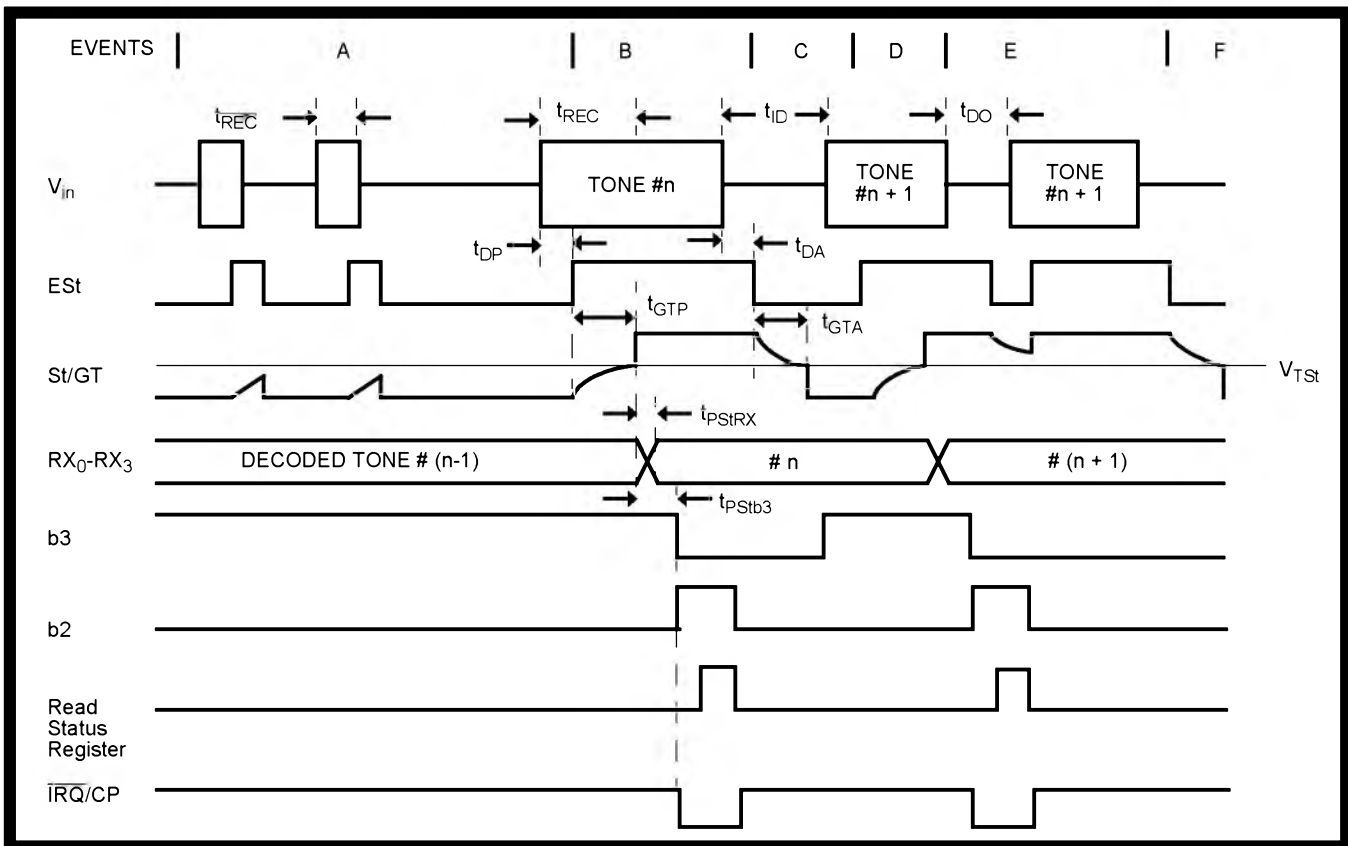 EVENTS A B C D E F
tREC tREC tID tDO
Vin TONE #n TONE #n + 1 TONE #n + 1
tDP tDA
ESt
tGTP tGTA
St/GT VTSt
tPStRX
RX0-RX3 DECODED TONE # (n-1) # n # (n + 1)
tPStb3
b3
b2
Read
Status
Register
IRQ/CP